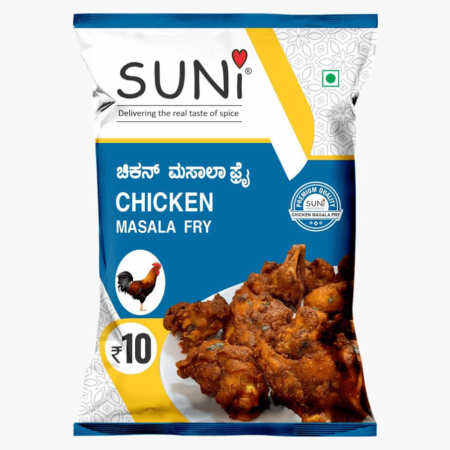 SUNi®
Delivering the real taste of spice
ಚಿಕನ್ ಮಸಾಲಾ ಫ್ರೈ
CHICKEN
MASALA FRY
PREMIUM QUALITY
SUNi
CHICKEN MASALA FRY
₹10